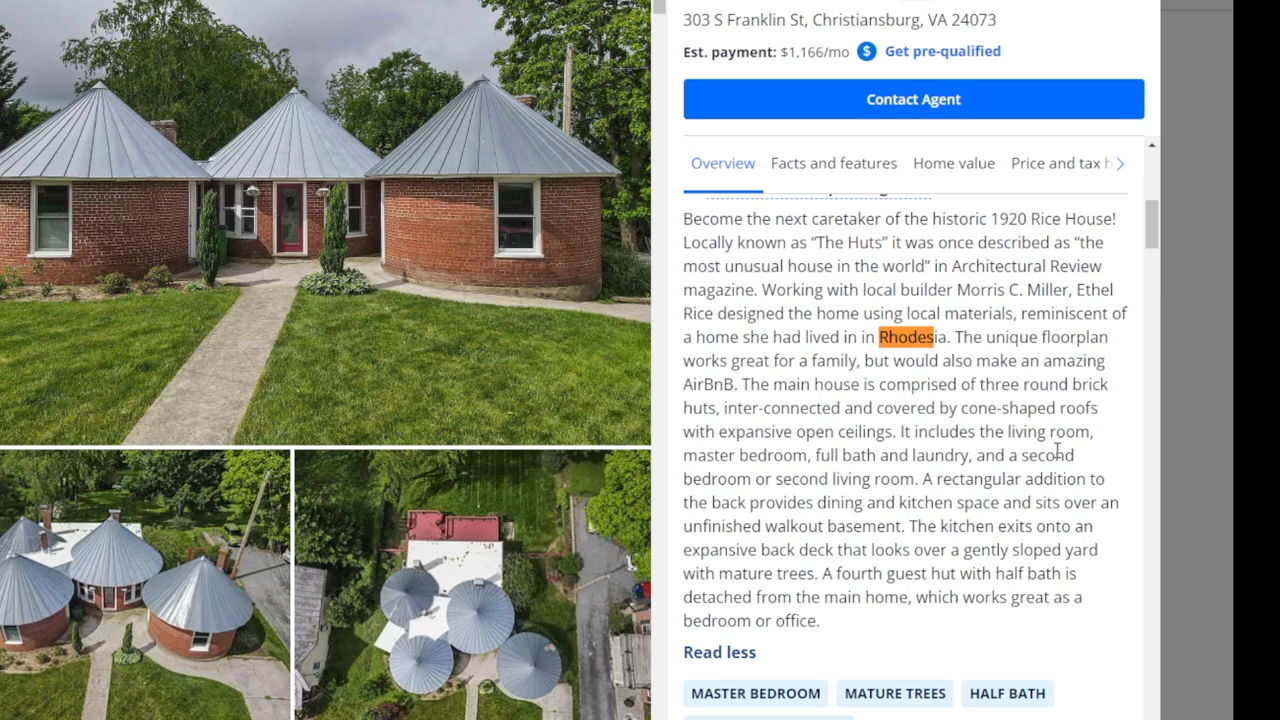 303 S Franklin St, Christiansburg, VA 24073
Est. payment: $1,166/mo $ Get pre-qualified
Contact Agent
Overview Facts and features Home value Price and tax h
Become the next caretaker of the historic 1920 Rice House!
Locally known as “The Huts” it was once described as “the
most unusual house in the world” in Architectural Review
magazine. Working with local builder Morris C. Miller, Ethel
Rice designed the home using local materials, reminiscent of
a home she had lived in in Rhodesia. The unique floorplan
works great for a family, but would also make an amazing
AirBnB. The main house is comprised of three round brick
huts, inter-connected and covered by cone-shaped roofs
with expansive open ceilings. It includes the living room,
master bedroom, full bath and laundry, and a second
bedroom or second living room. A rectangular addition to
the back provides dining and kitchen space and sits over an
unfinished walkout basement. The kitchen exits onto an
expansive back deck that looks over a gently sloped yard
with mature trees. A fourth guest hut with half bath is
detached from the main home, which works great as a
bedroom or office.
Read less
MASTER BEDROOM MATURE TREES HALF BATH